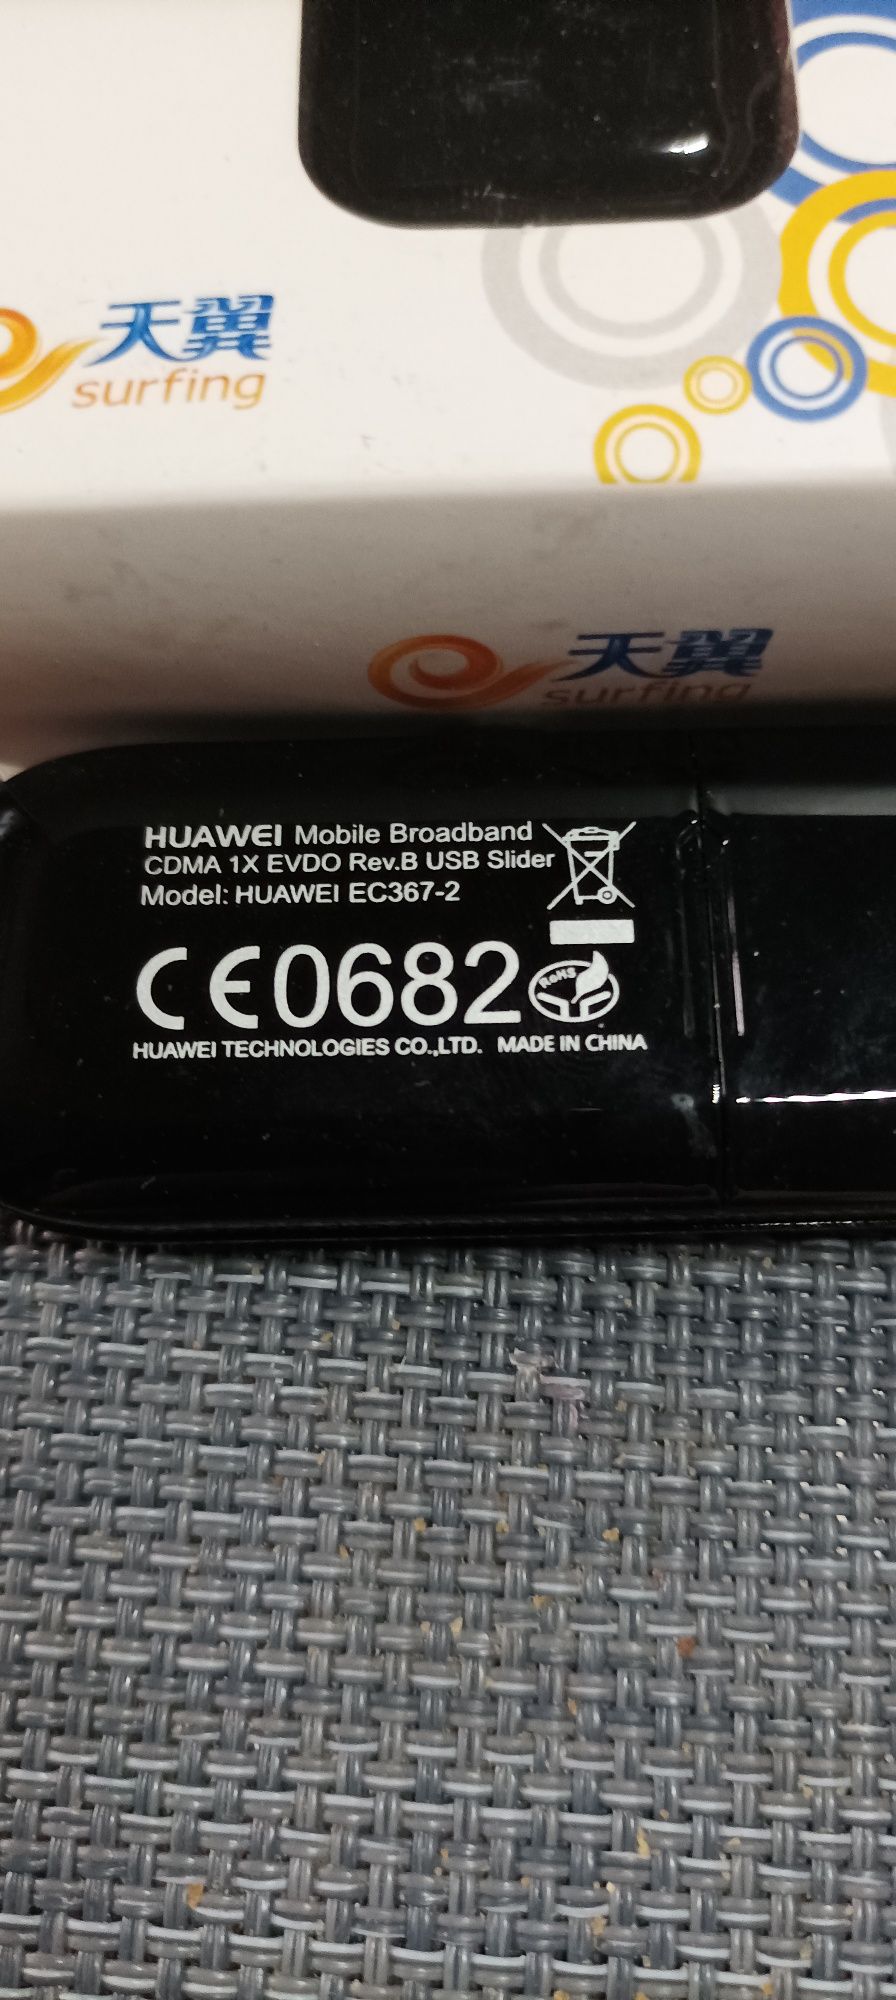 天翼
surfing
天翼
surfing
HUAWEI Mobile Broadband
CDMA 1X EVDO Rev.B USB Slider
Model: HUAWEI EC367-2
CE0682
RoHS
HUAWEI TECHNOLOGIES CO.,LTD. MADE IN CHINA